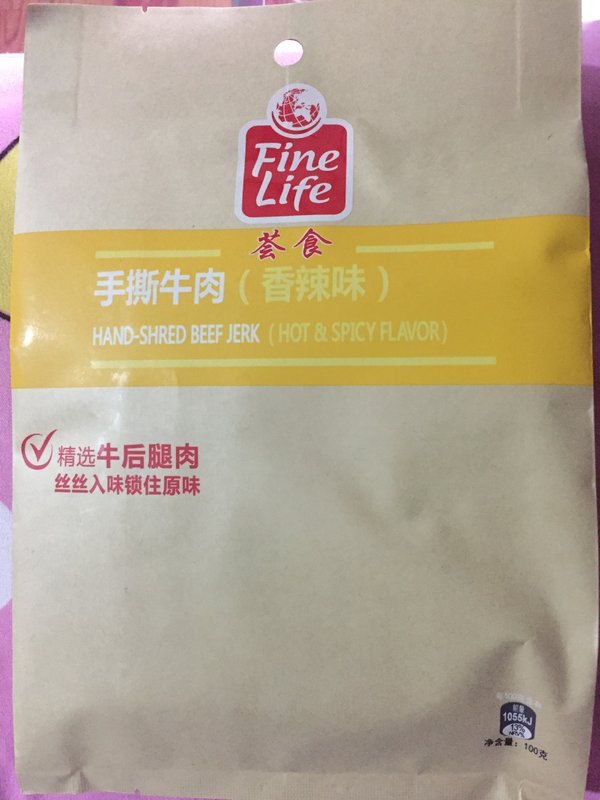 Fine
Life
荟食
手撕牛肉（香辣味）
HAND-SHRED BEEF JERK (HOT & SPICY FLAVOR)
精选牛后腿肉
丝丝入味锁住原味
能量
1055kJ
13%
NRV%
净含量：100克